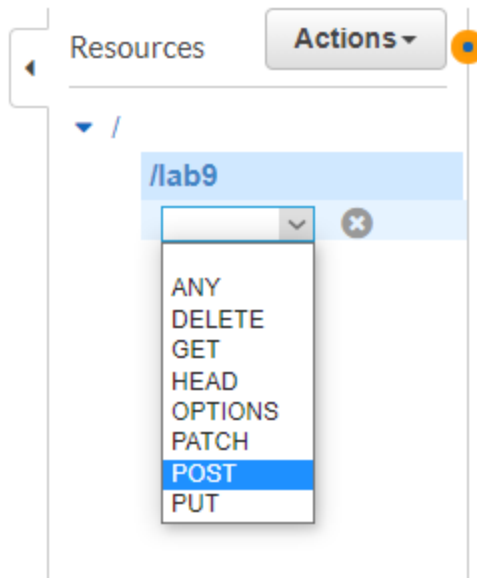 Resources
Actions
/
/lab9
ANY
DELETE
GET
HEAD
OPTIONS
PATCH
POST
PUT